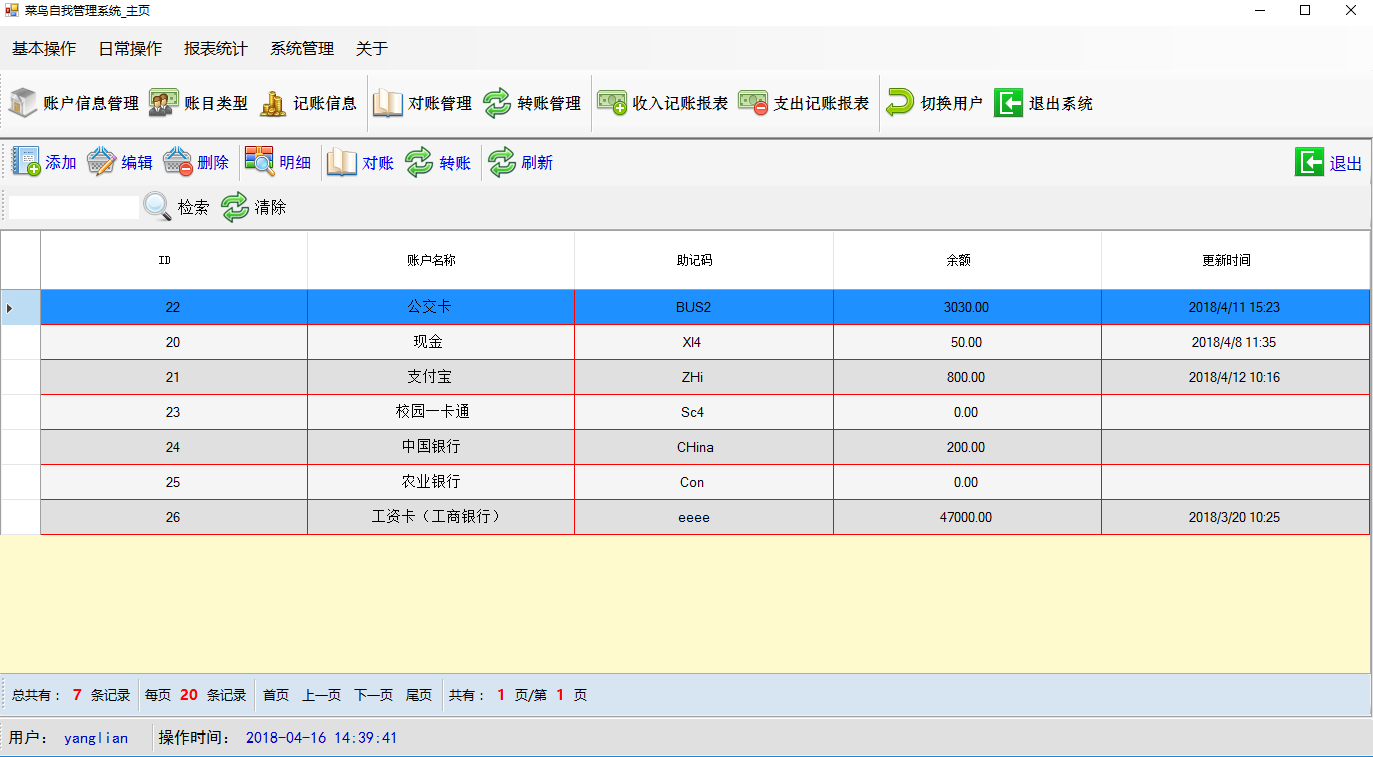 菜鸟自我管理系统_主页
基本操作 日常操作 报表统计 系统管理 关于
账户信息管理 账目类型 记账信息 对账管理 转账管理 收入记账报表 支出记账报表 切换用户 退出系统
添加 编辑 删除 明细 对账 转账 刷新 退出
检索 清除
ID 账户名称 助记码 余额 更新时间
22 公交卡 BUS2 3030.00 2018/4/11 15:23
20 现金 XI4 50.00 2018/4/8 11:35
21 支付宝 ZHi 800.00 2018/4/12 10:16
23 校园一卡通 Sc4 0.00
24 中国银行 CHina 200.00
25 农业银行 Con 0.00
26 工资卡（工商银行） eeee 47000.00 2018/3/20 10:25
总共有： 7 条记录 每页 20 条记录 首页 上一页 下一页 尾页 共有： 1 页/第 1 页
用户： yanglian 操作时间： 2018-04-16 14:39:41